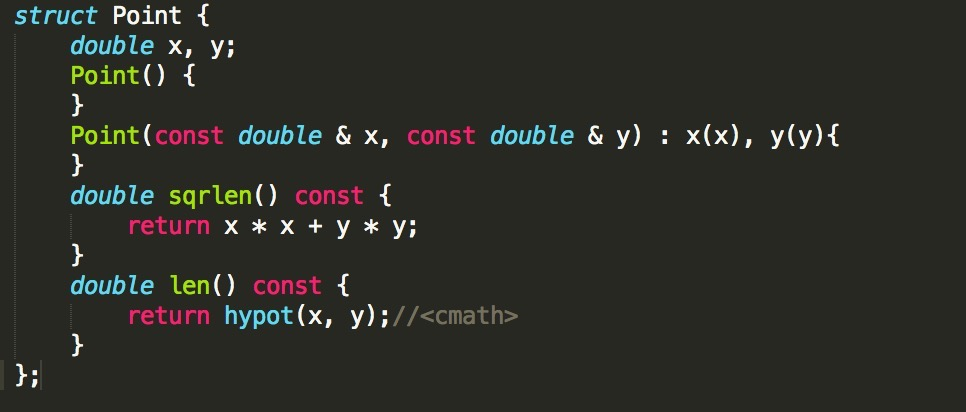 struct Point {
    double x, y;
    Point() {
    }
    Point(const double & x, const double & y) : x(x), y(y){
    }
    double sqrlen() const {
        return x * x + y * y;
    }
    double len() const {
        return hypot(x, y);//<cmath>
    }
};